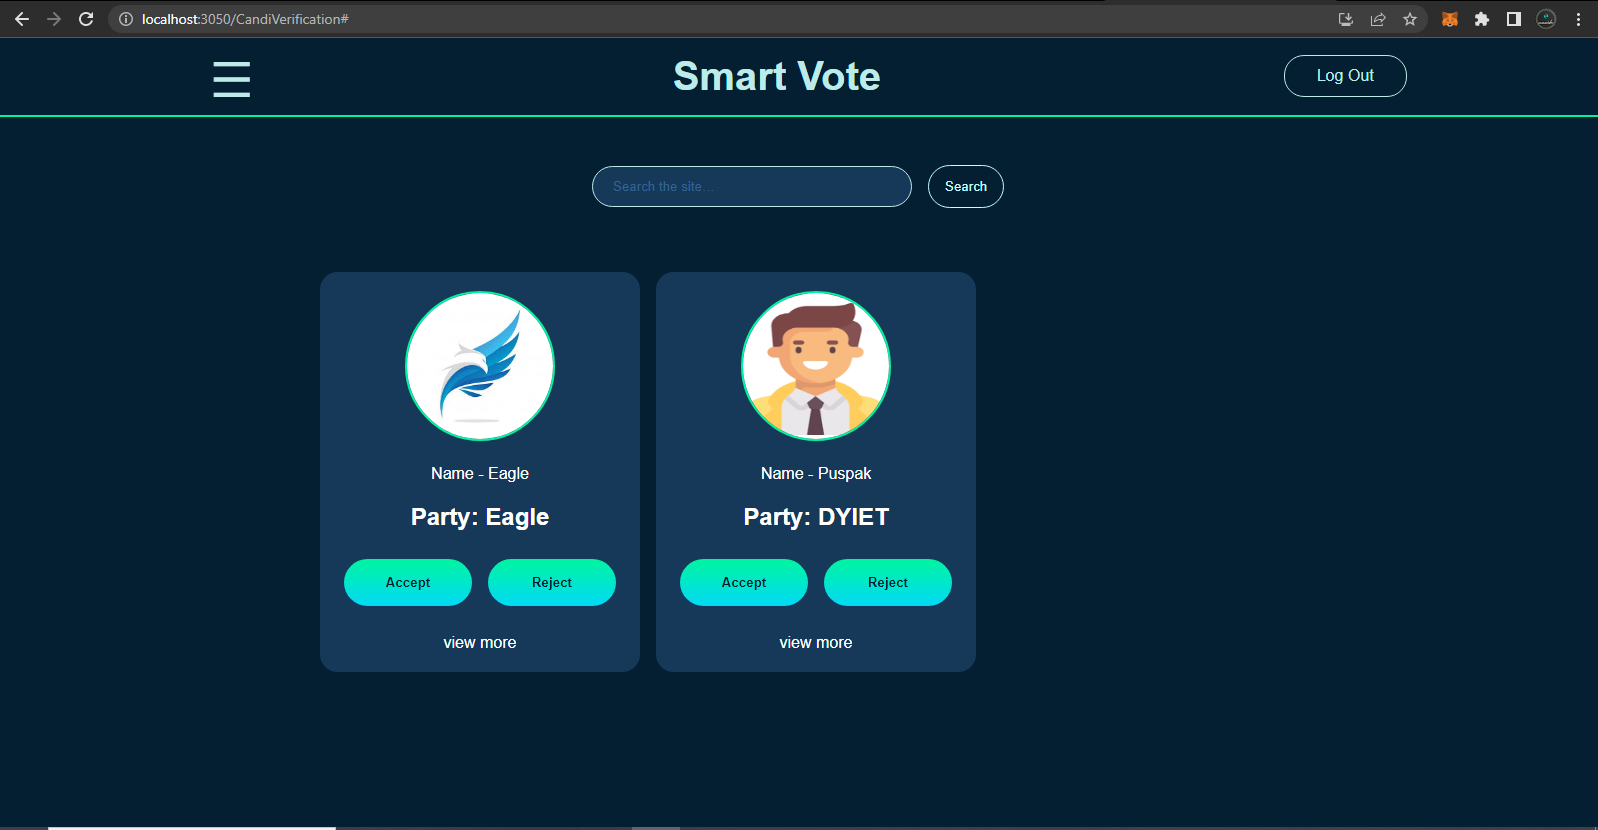 localhost:3050/CandiVerification#
Smart Vote
Log Out
Search the site...
Search
Name - Eagle
Party: Eagle
Accept
Reject
view more
Name - Puspak
Party: DYIET
Accept
Reject
view more